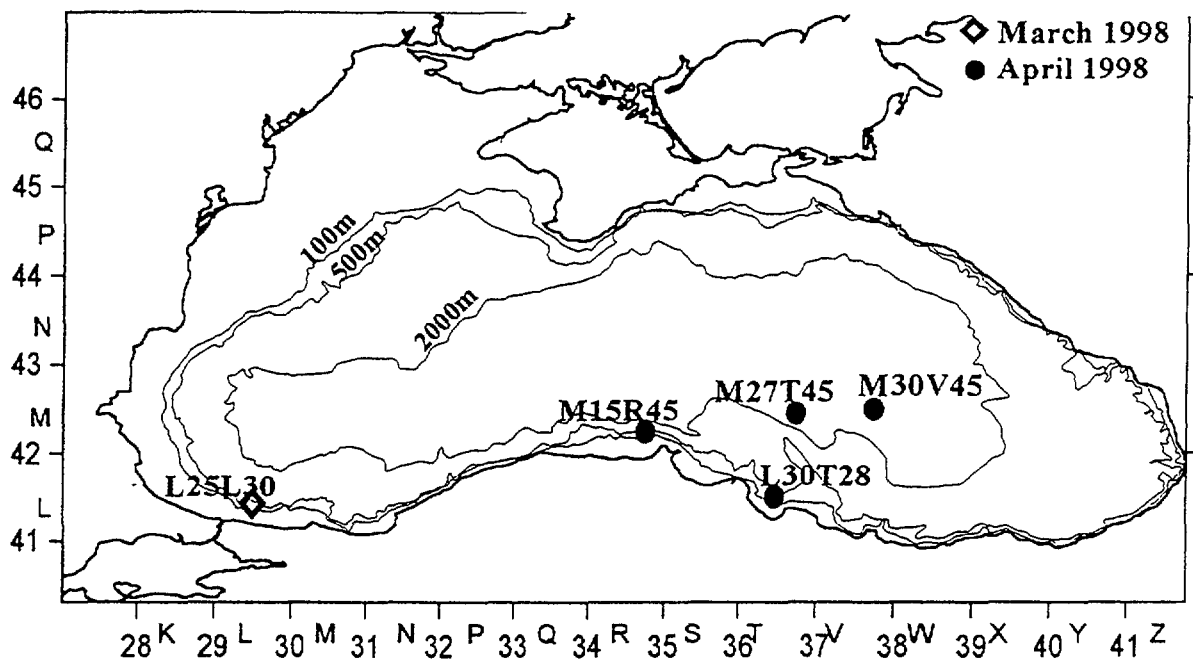 March 1998
April 1998
46
Q
45
P
44
N
43
M
42
L
41
100m
500m
2000m
M15R45
M27T45
M30V45
L30T28
L25L30
28 K 29 L 30 M 31 N 32 P 33 Q 34 R 35 S 36 T 37 V 38 W 39 X 40 Y 41 Z